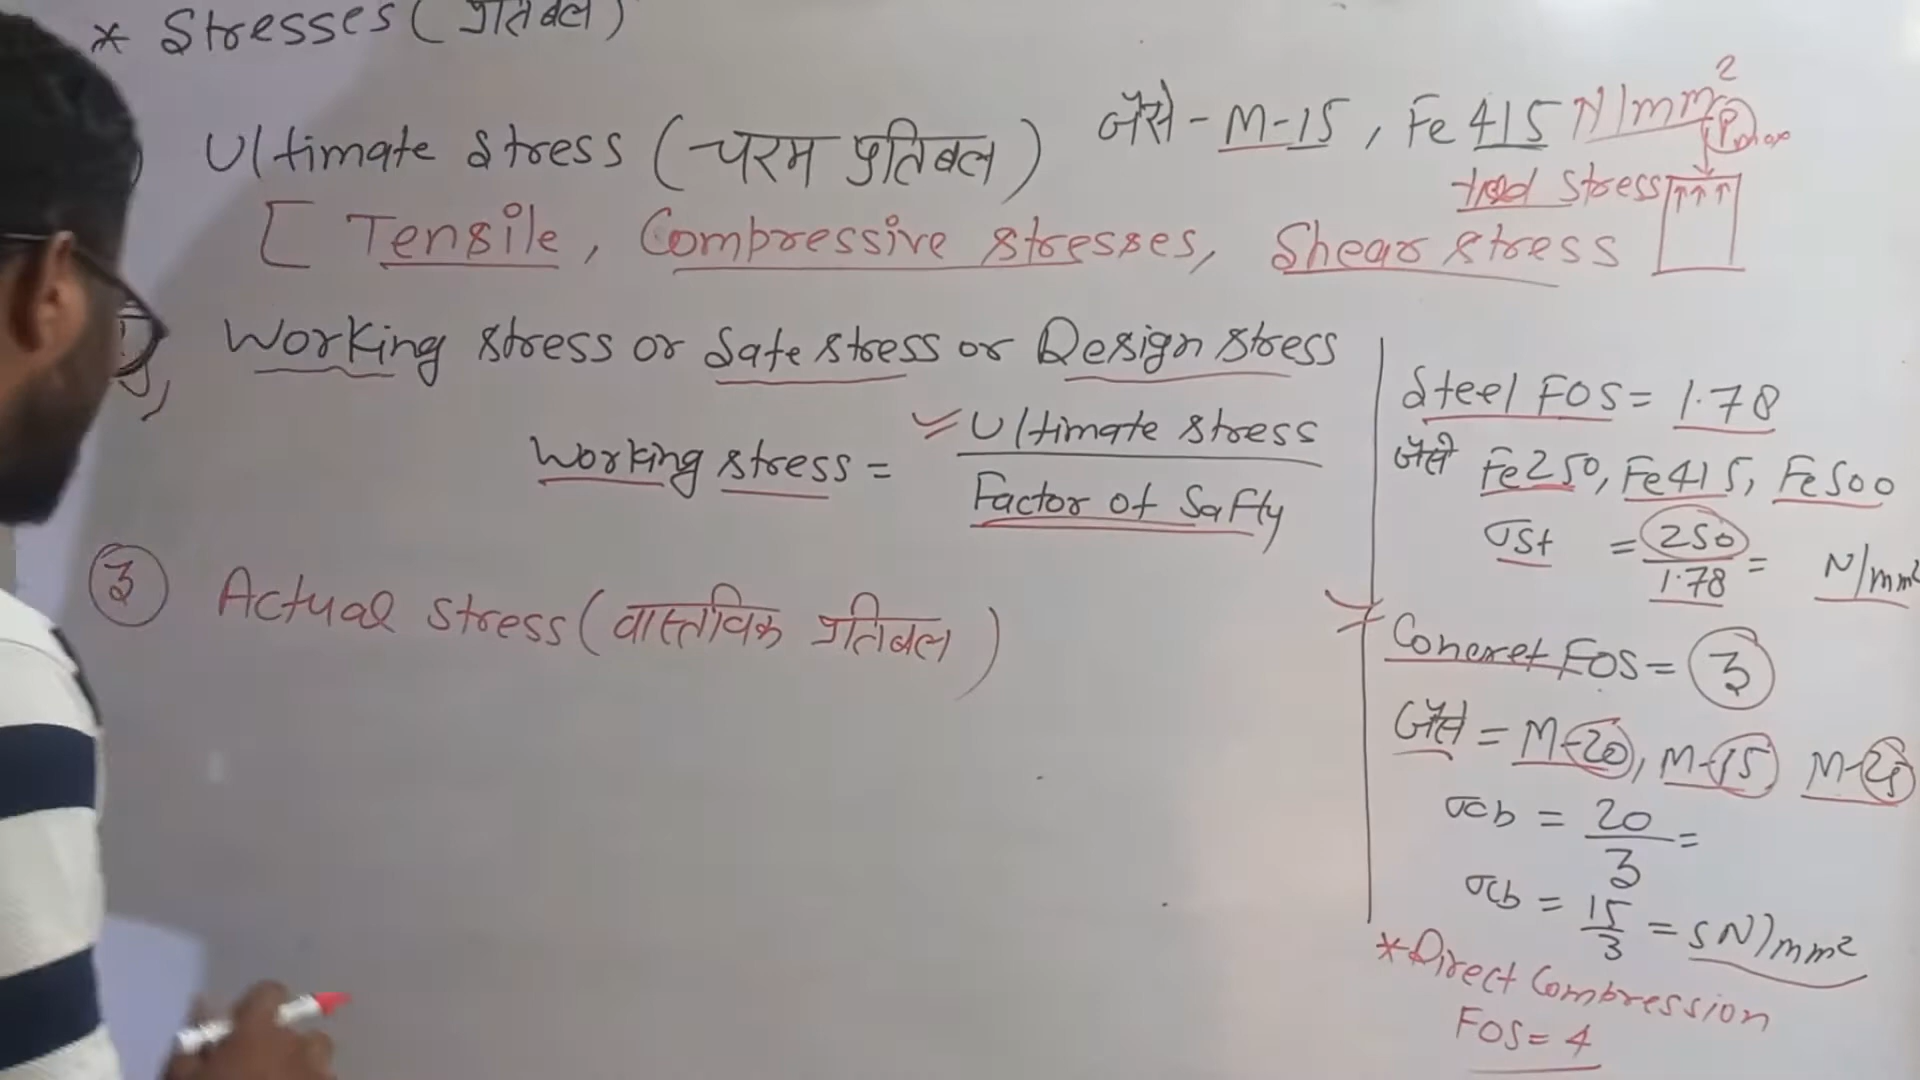 * Stresses (प्रतिबल)
Ultimate stress (चरम प्रतिबल) जैसे - M-15, Fe 415 N/mm²
Pmax
stress
[ Tensile, Compressive stresses, Shear stress
Working stress or Safe stress or Design stress
Working stress = Ultimate stress
Factor of Safty
③ Actual stress (वास्तविक प्रतिबल)
Steel FOS = 1.78
जैसे Fe250, Fe415, Fe500
σst = 250 / 1.78 = N/mm²
Concret FOS = 3
जैसे = M-20, M-15 M-25
σcb = 20 / 3 =
σcb = 15 / 3 = 5N/mm²
* Direct Compression
FOS = 4